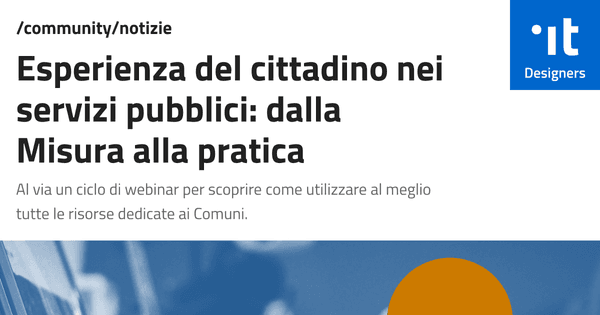 /community/notizie
.it
Designers
Esperienza del cittadino nei
servizi pubblici: dalla
Misura alla pratica
Al via un ciclo di webinar per scoprire come utilizzare al meglio
tutte le risorse dedicate ai Comuni.